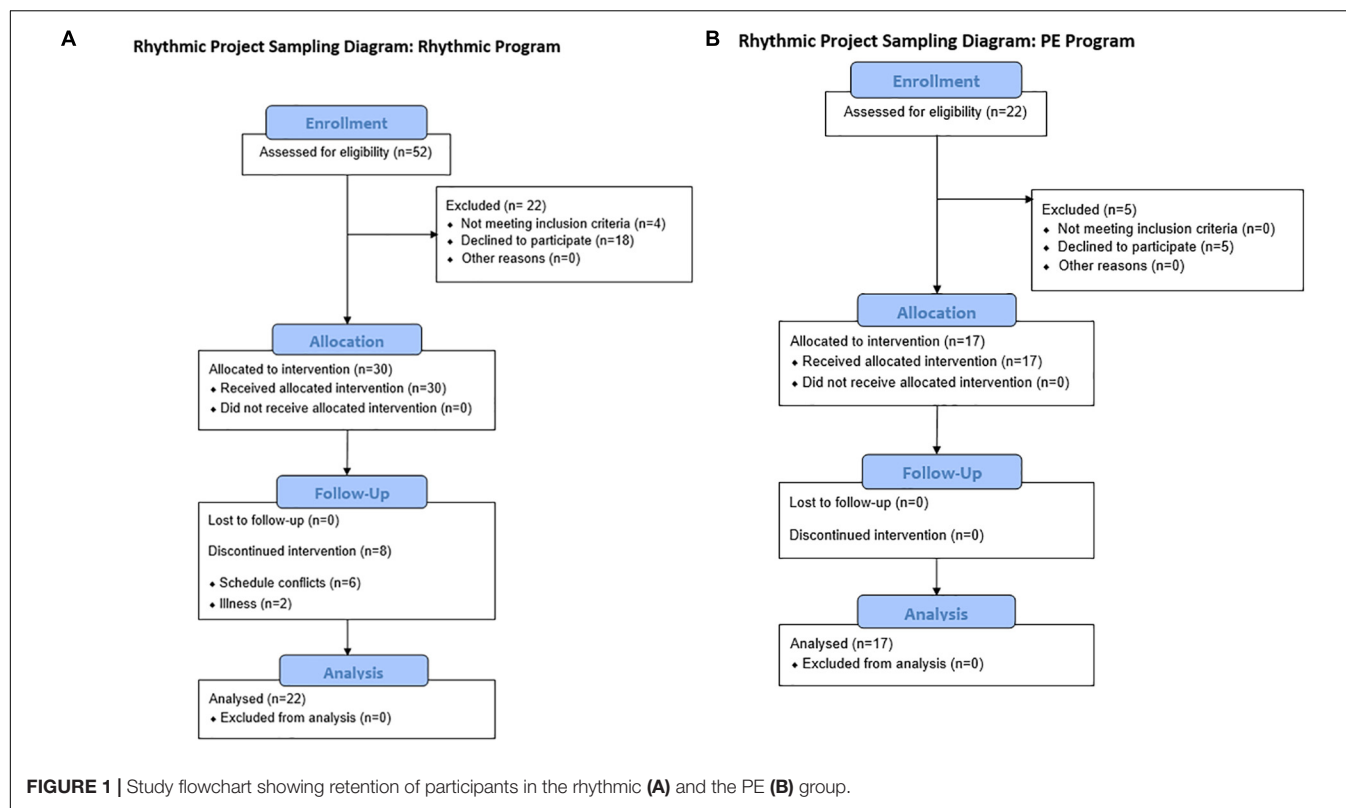 A
Rhythmic Project Sampling Diagram: Rhythmic Program
Enrollment
Assessed for eligibility (n=52)
Excluded (n= 22)
⬥ Not meeting inclusion criteria (n=4)
⬥ Declined to participate (n=18)
⬥ Other reasons (n=0)
Allocation
Allocated to intervention (n=30)
⬥ Received allocated intervention (n=30)
⬥ Did not receive allocated intervention (n=0)
Follow-Up
Lost to follow-up (n=0)
Discontinued intervention (n=8)
⬥ Schedule conflicts (n=6)
⬥ Illness (n=2)
Analysis
Analysed (n=22)
⬥ Excluded from analysis (n=0)
B
Rhythmic Project Sampling Diagram: PE Program
Enrollment
Assessed for eligibility (n=22)
Excluded (n=5)
⬥ Not meeting inclusion criteria (n=0)
⬥ Declined to participate (n=5)
⬥ Other reasons (n=0)
Allocation
Allocated to intervention (n=17)
⬥ Received allocated intervention (n=17)
⬥ Did not receive allocated intervention (n=0)
Follow-Up
Lost to follow-up (n=0)
Discontinued intervention (n=0)
Analysis
Analysed (n=17)
⬥ Excluded from analysis (n=0)
FIGURE 1 | Study flowchart showing retention of participants in the rhythmic (A) and the PE (B) group.